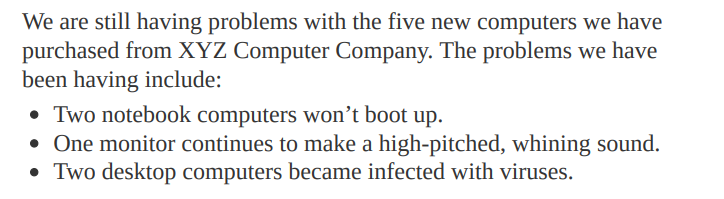 We are still having problems with the five new computers we have
purchased from XYZ Computer Company. The problems we have
been having include:
• Two notebook computers won’t boot up.
• One monitor continues to make a high-pitched, whining sound.
• Two desktop computers became infected with viruses.